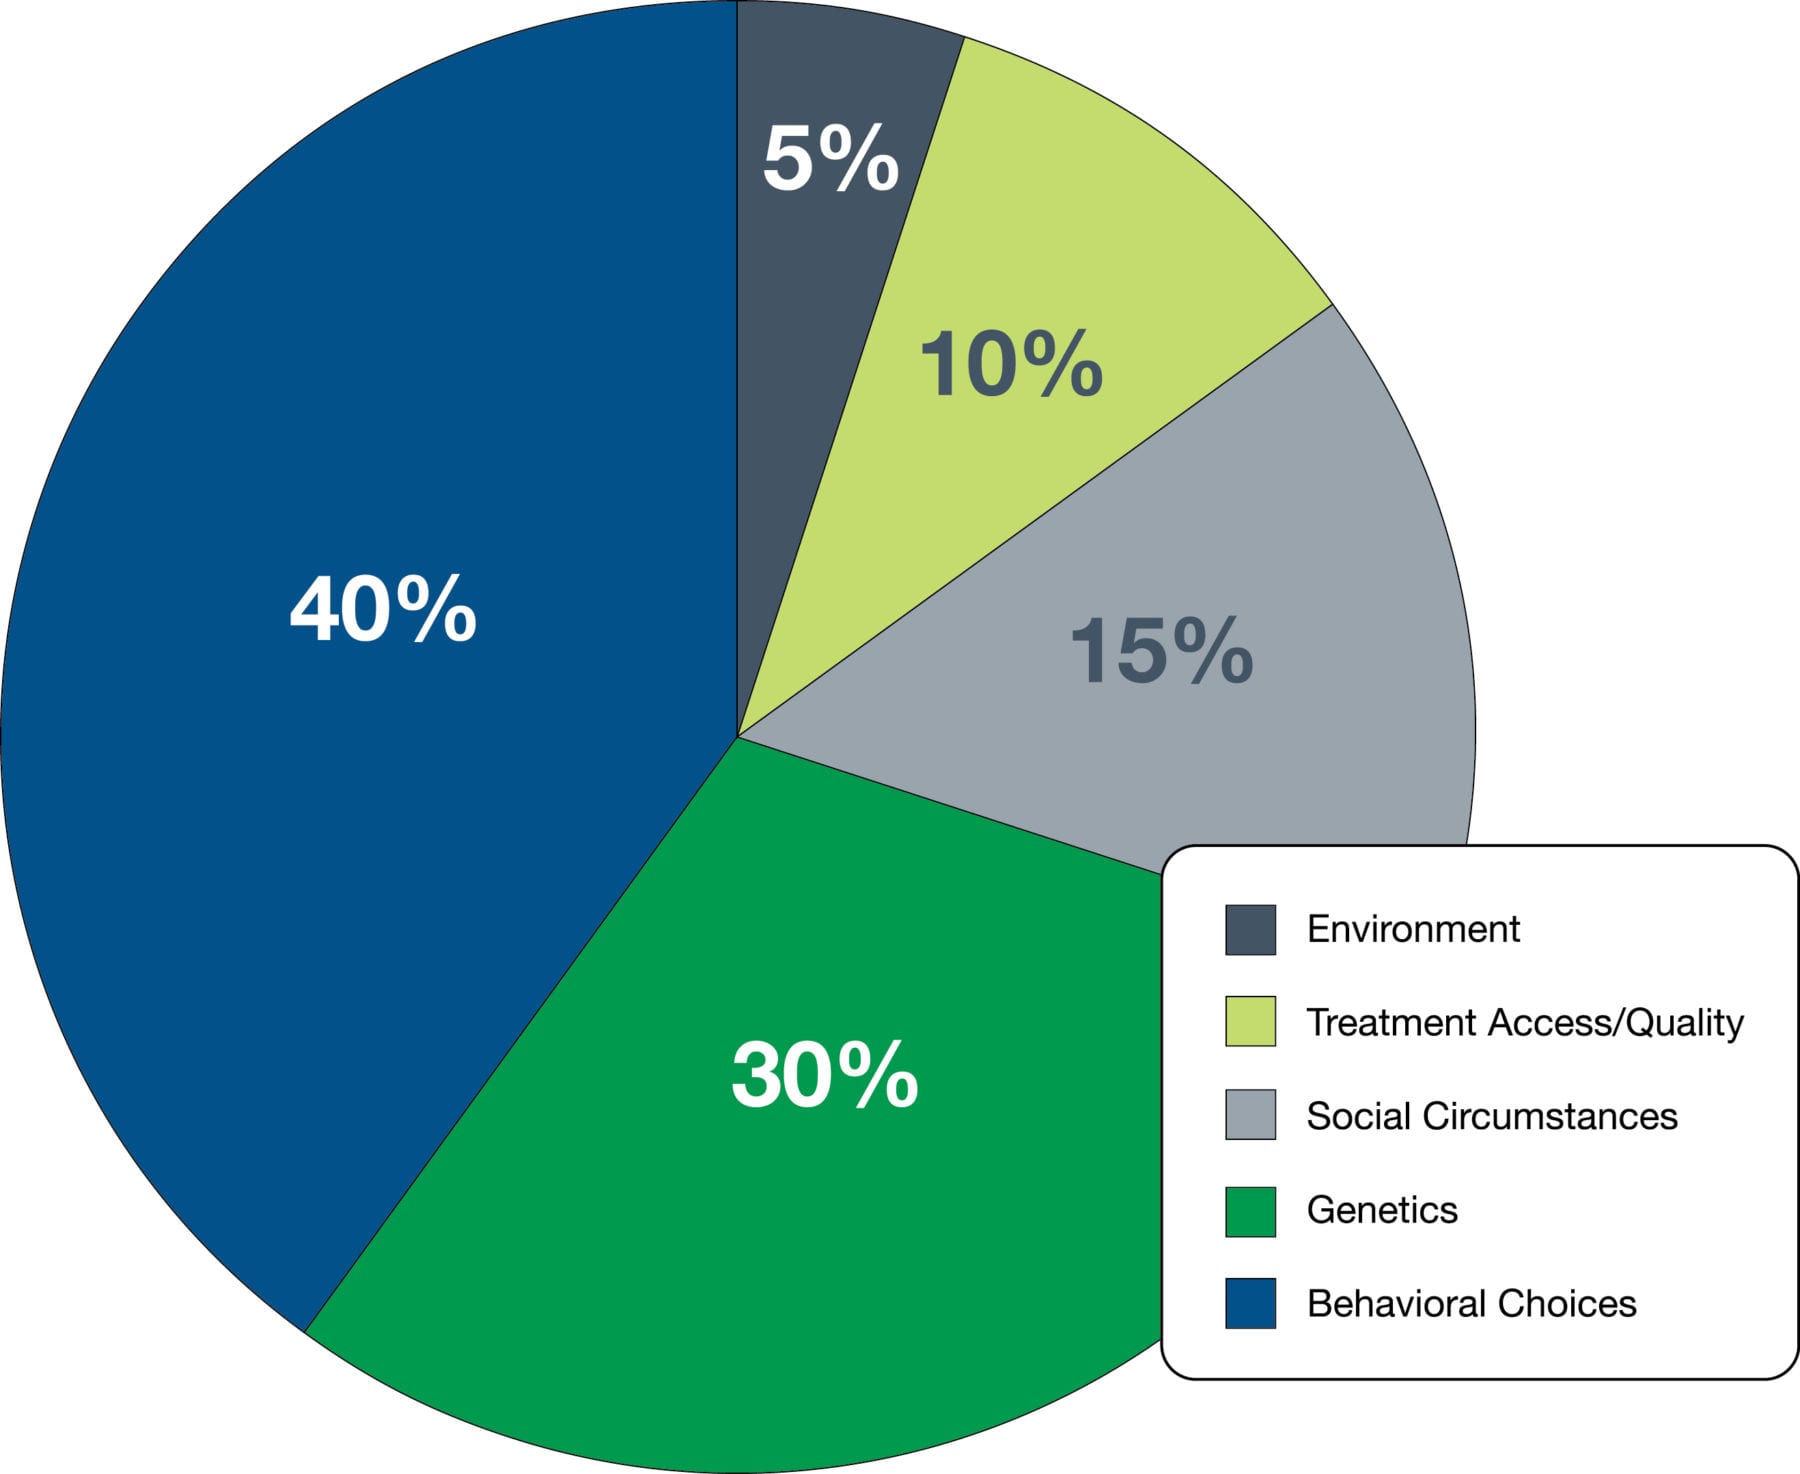 5%
10%
15%
40%
30%
Environment
Treatment Access/Quality
Social Circumstances
Genetics
Behavioral Choices